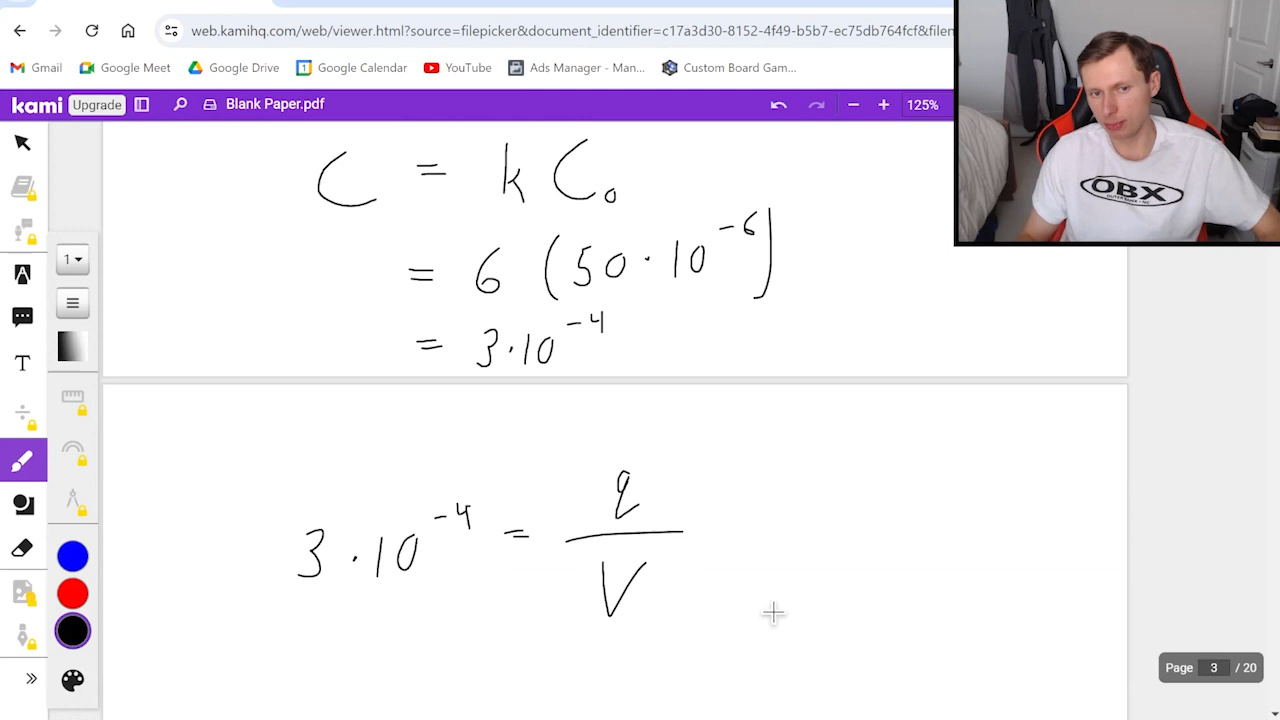 web.kamihq.com/web/viewer.html?source=filepicker&document_identifier=c17a3d30-8152-4f49-b5b7-ec75db764fcf&filen
Gmail Google Meet Google Drive 1 Google Calendar YouTube Ads Manager - Man... Custom Board Gam...
kami Upgrade Blank Paper.pdf 125%
OBX
C = k C₀
= 6 (50 · 10⁻⁶)
1
= 3 · 10⁻⁴
A
T
3 · 10⁻⁴ = q / V
Page 3 / 20